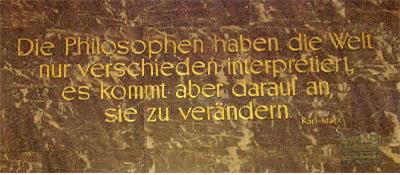 Die Philosophen haben die Welt
nur verschieden interpretiert,
es kommt aber darauf an,
sie zu verändern.
Karl Marx